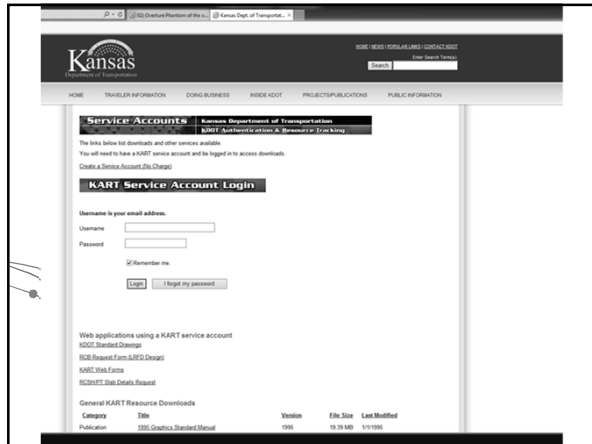 02) Overture Phantom of the o... Kansas Dept. of Transportat... ×
HOME | NEWS | POPULAR LINKS | CONTACT KDOT
Enter Search Term(s)
Search
Kansas
Department of Transportation
HOME TRAVELER INFORMATION DOING BUSINESS INSIDE KDOT PROJECTS/PUBLICATIONS PUBLIC INFORMATION
Service Accounts Kansas Department of Transportation
KDOT Authentication & Resource Tracking
The links below list downloads and other services available.
You will need to have a KART service account and be logged in to access downloads.
Create a Service Account (No Charge)
KART Service Account Login
Username is your email address.
Username
Password
Remember me.
Login I forgot my password
Web applications using a KART service account
KDOT Standard Drawings
RCB Request Form (LRFD Design)
KART Web Forms
RCSH/PT Slab Details Request
General KART Resource Downloads
Category Title Version File Size Last Modified
Publication 1995 Graphics Standard Manual 1995 19.39 MB 1/1/1995